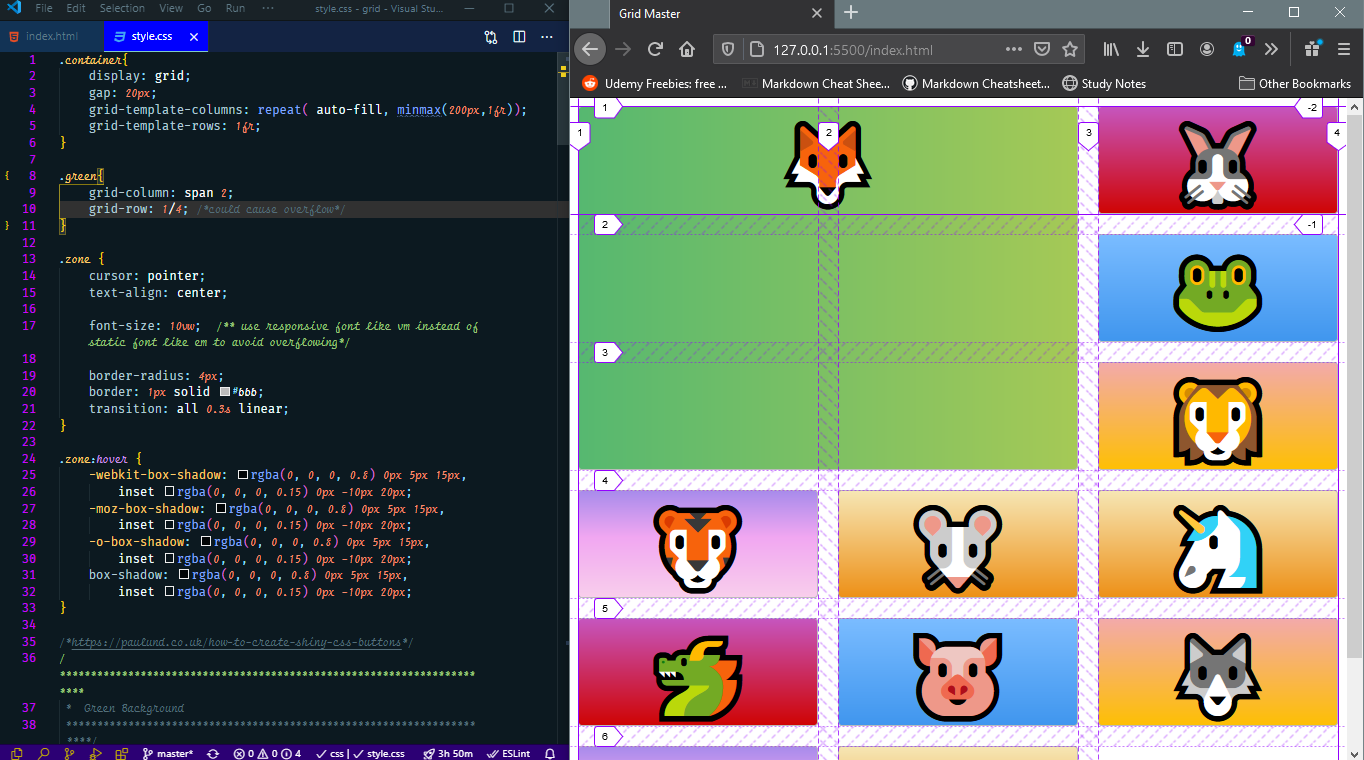 File Edit Selection View Go Run ··· style.css - grid - Visual Stu...
index.html style.css
1 .container{
2 display: grid;
3 gap: 20px;
4 grid-template-columns: repeat( auto-fill, minmax(200px,1fr));
5 grid-template-rows: 1fr;
6 }
7
8 .green{
9 grid-column: span 2;
10 grid-row: 1/4; /*could cause overflow*/
11 }
12
13 .zone {
14 cursor: pointer;
15 text-align: center;
16
17 font-size: 10vw; /** use responsive font like vm instead of
static font like em to avoid overflowing*/
18
19 border-radius: 4px;
20 border: 1px solid #bbb;
21 transition: all 0.3s linear;
22 }
23
24 .zone:hover {
25 -webkit-box-shadow: rgba(0, 0, 0, 0.8) 0px 5px 15px,
26 inset rgba(0, 0, 0, 0.15) 0px -10px 20px;
27 -moz-box-shadow: rgba(0, 0, 0, 0.8) 0px 5px 15px,
28 inset rgba(0, 0, 0, 0.15) 0px -10px 20px;
29 -o-box-shadow: rgba(0, 0, 0, 0.8) 0px 5px 15px,
30 inset rgba(0, 0, 0, 0.15) 0px -10px 20px;
31 box-shadow: rgba(0, 0, 0, 0.8) 0px 5px 15px,
32 inset rgba(0, 0, 0, 0.15) 0px -10px 20px;
33 }
34
35 /*https://paulund.co.uk/how-to-create-shiny-css-buttons*/
36 /
******************************************************************
****
37 * Green Background
38 ******************************************************************
****/
master* 0 0 4 css | style.css 3h 50m ESLint
Grid Master
127.0.0.1:5500/index.html
0
Udemy Freebies: free ... Markdown Cheat Shee... Markdown Cheatsheet... Study Notes Other Bookmarks
1 -2
1 2 3 4
2 -1
3
4
5
6